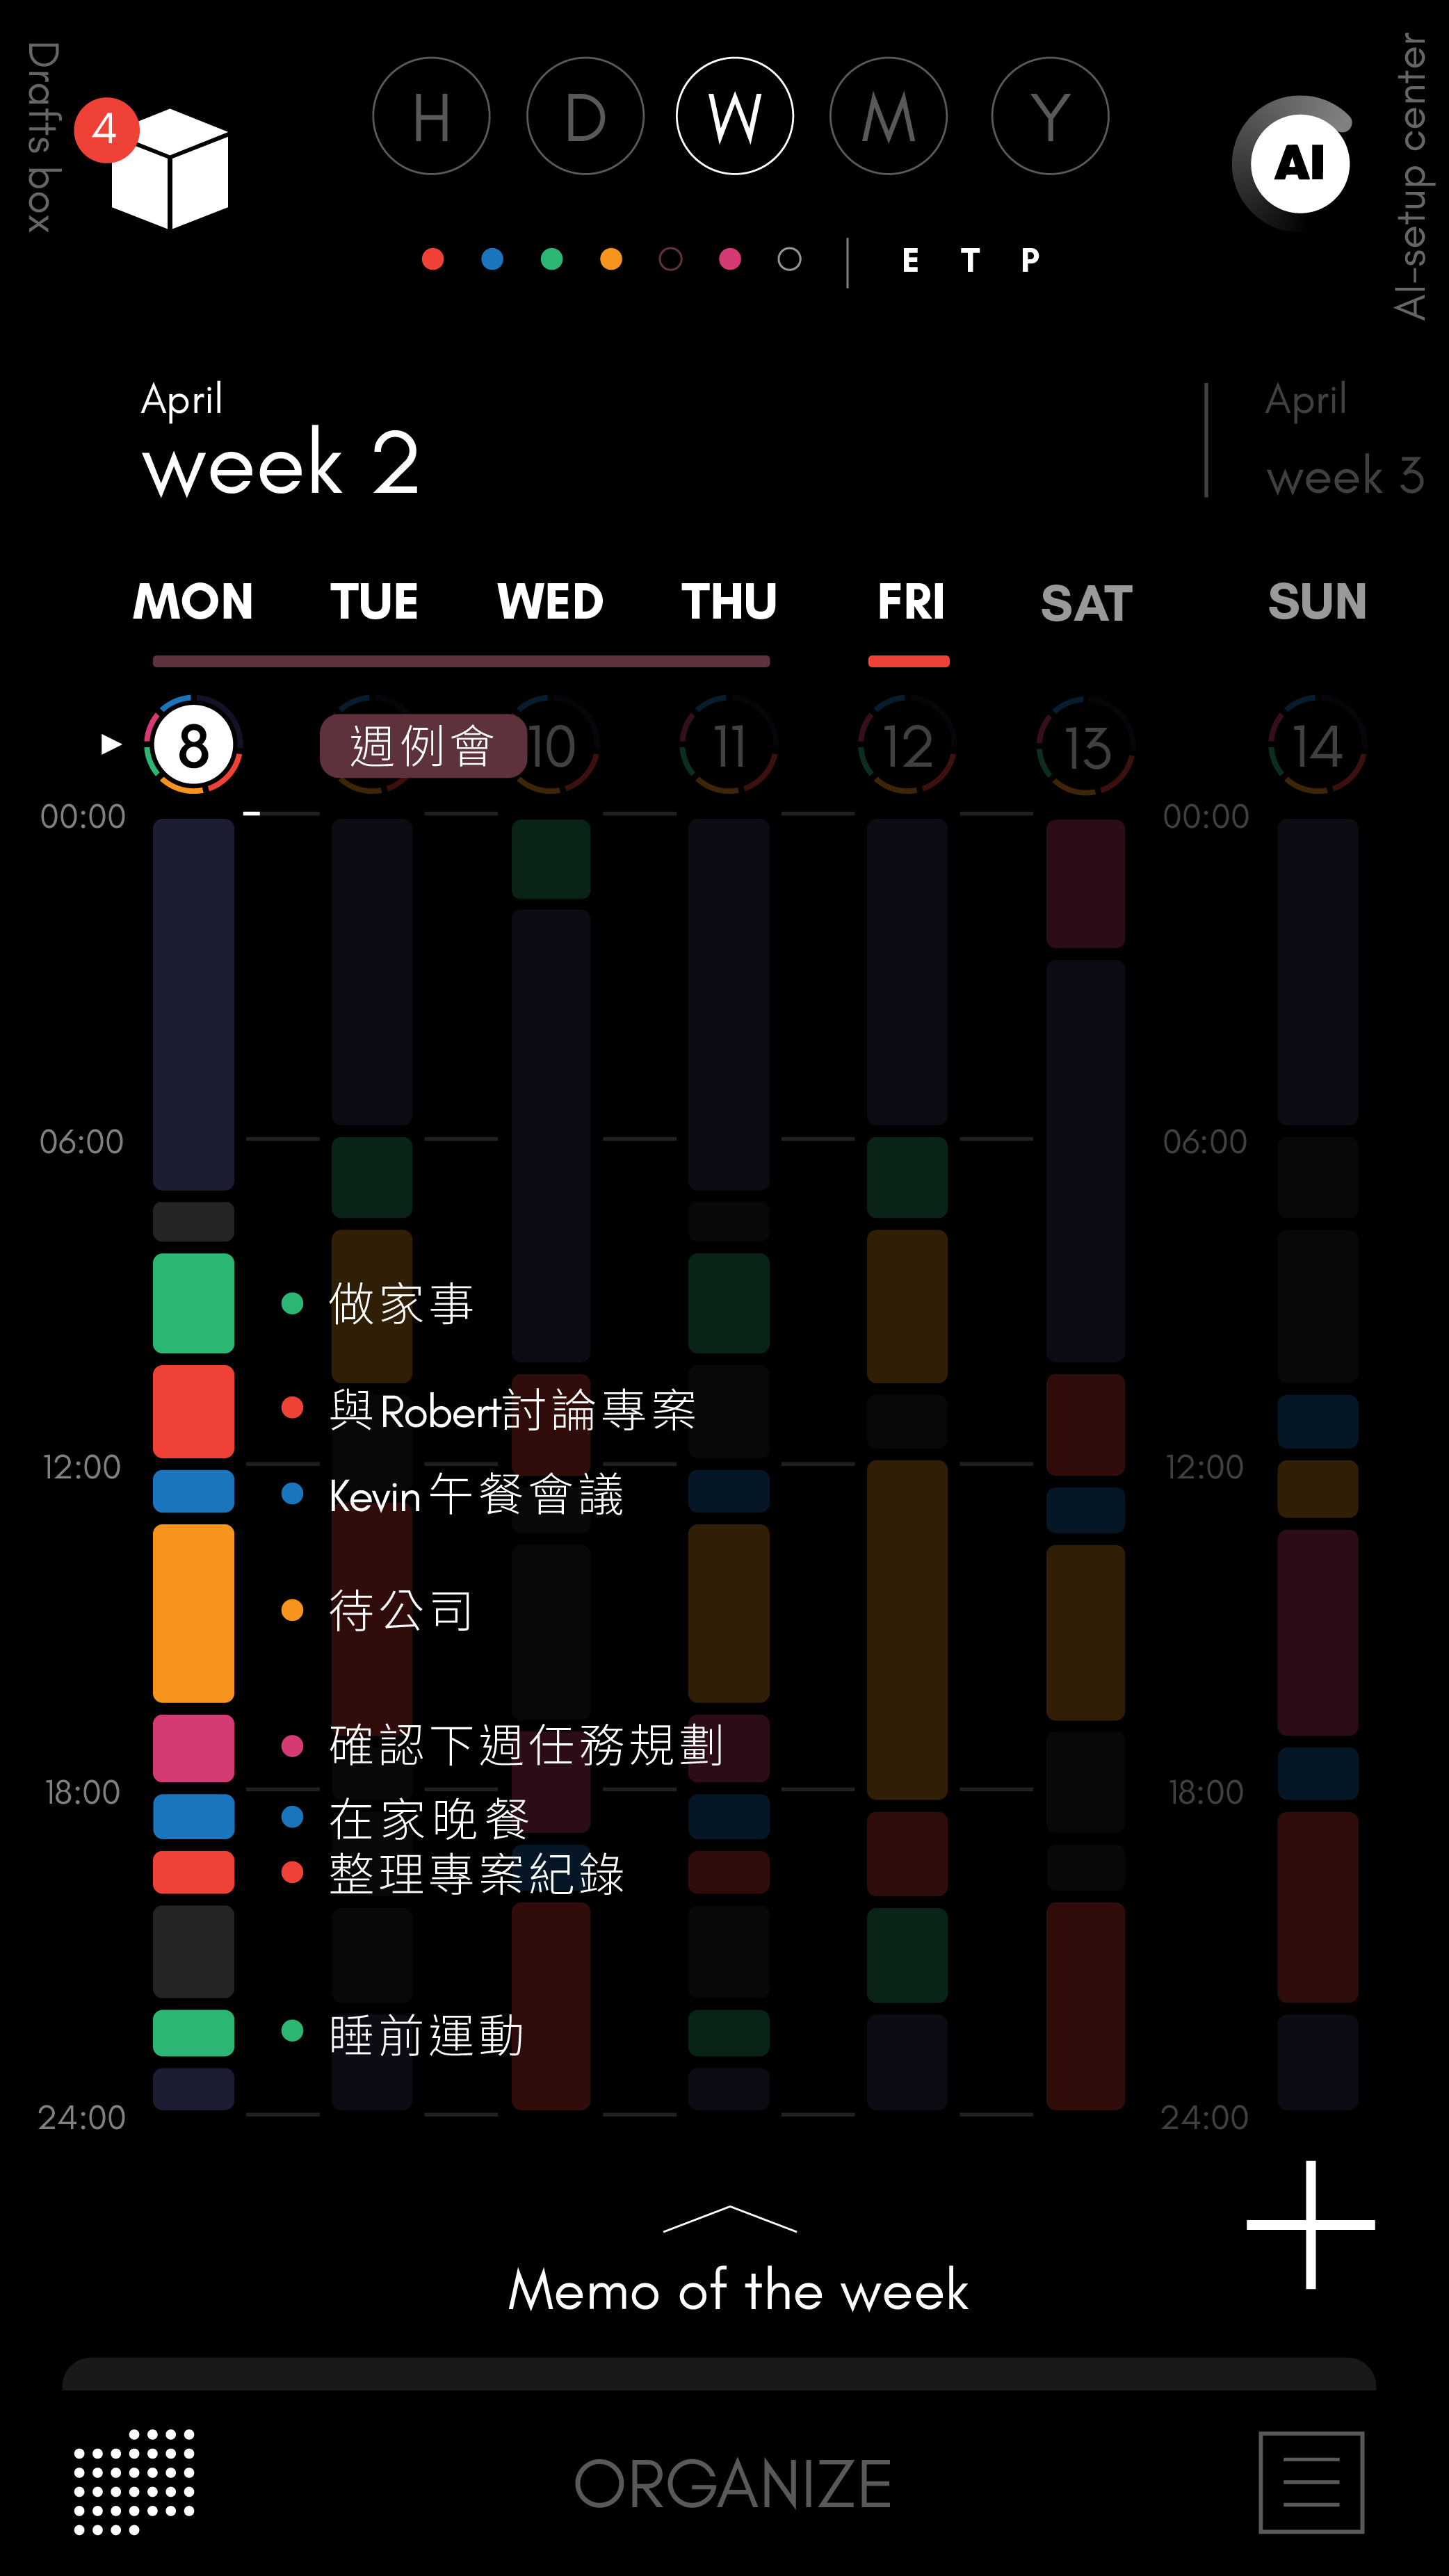 Drafts box
4
H D W M Y
AI
AI-setup center
E T P
April
week 2
April
week 3
MON TUE WED THU FRI SAT SUN
8 週例會 10 11 12 13 14
00:00 00:00
06:00 06:00
做家事
與Robert討論專案
12:00 12:00
Kevin 午餐會議
待公司
確認下週任務規劃
18:00 18:00
在家晚餐
整理專案紀錄
睡前運動
24:00 24:00
Memo of the week
ORGANIZE